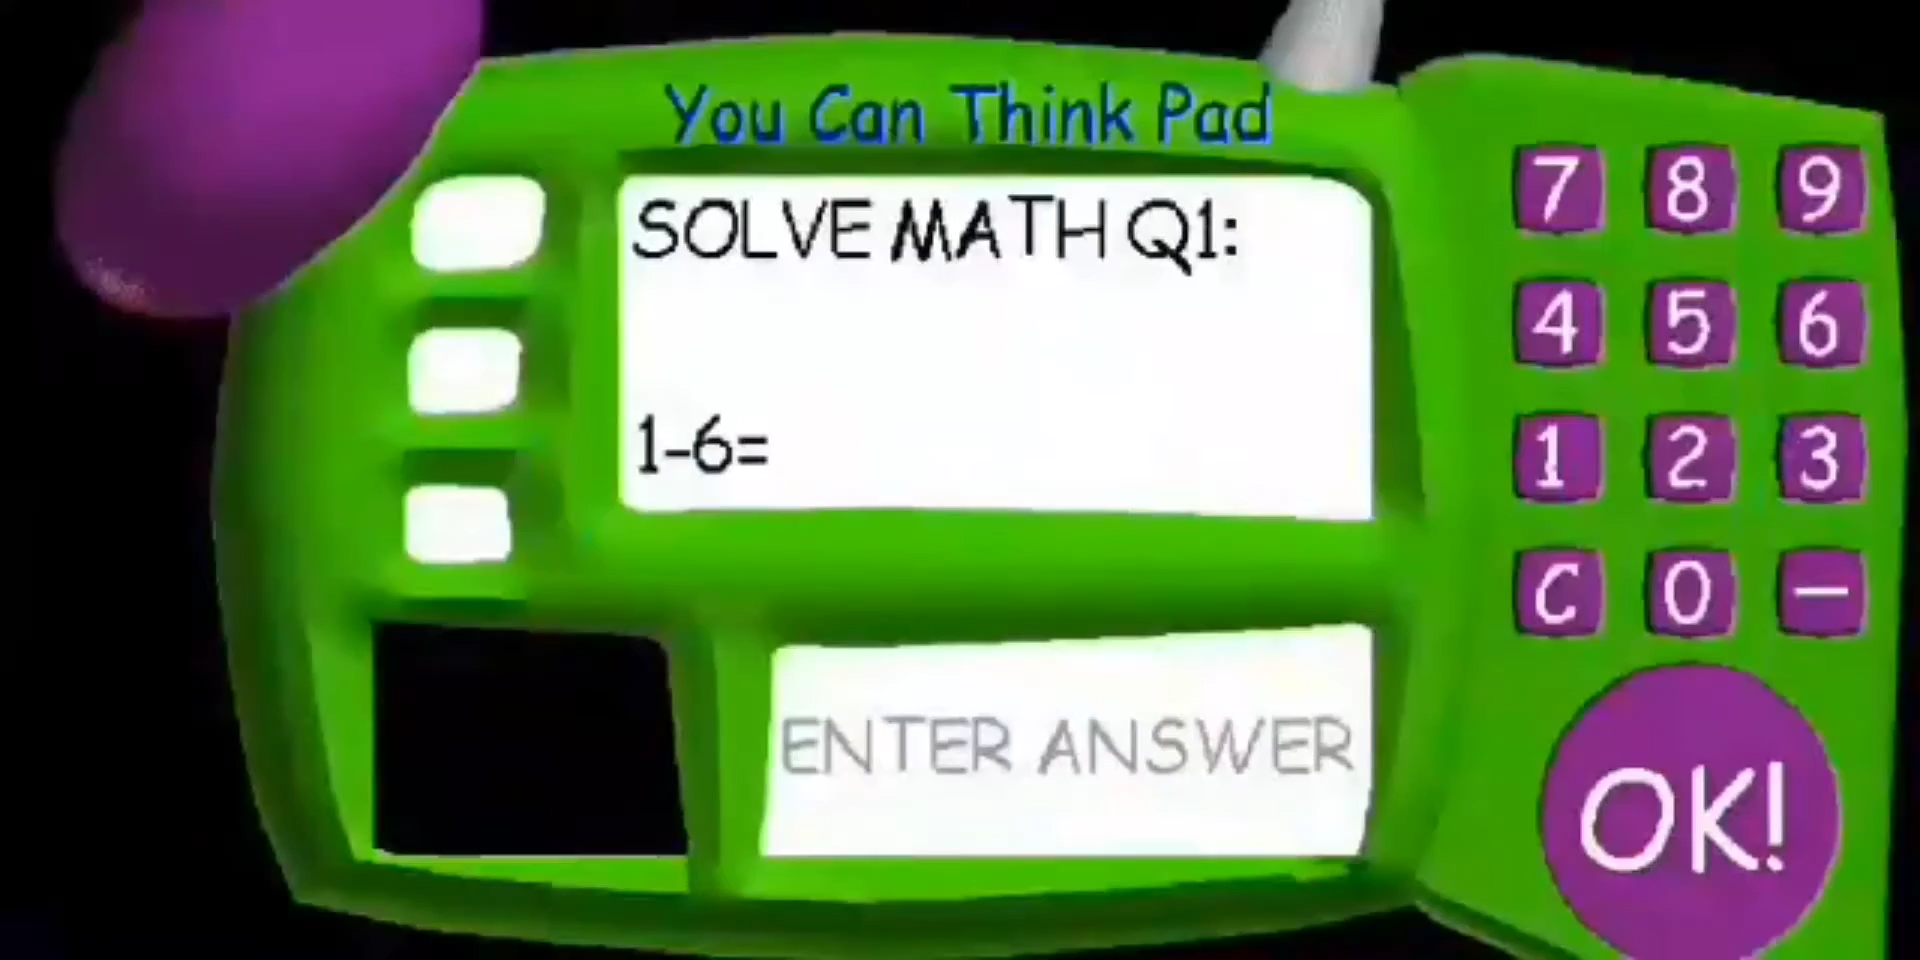 You Can Think Pad
SOLVE MATH Q1:
1-6=
ENTER ANSWER
7 8 9
4 5 6
1 2 3
C 0 —
OK!